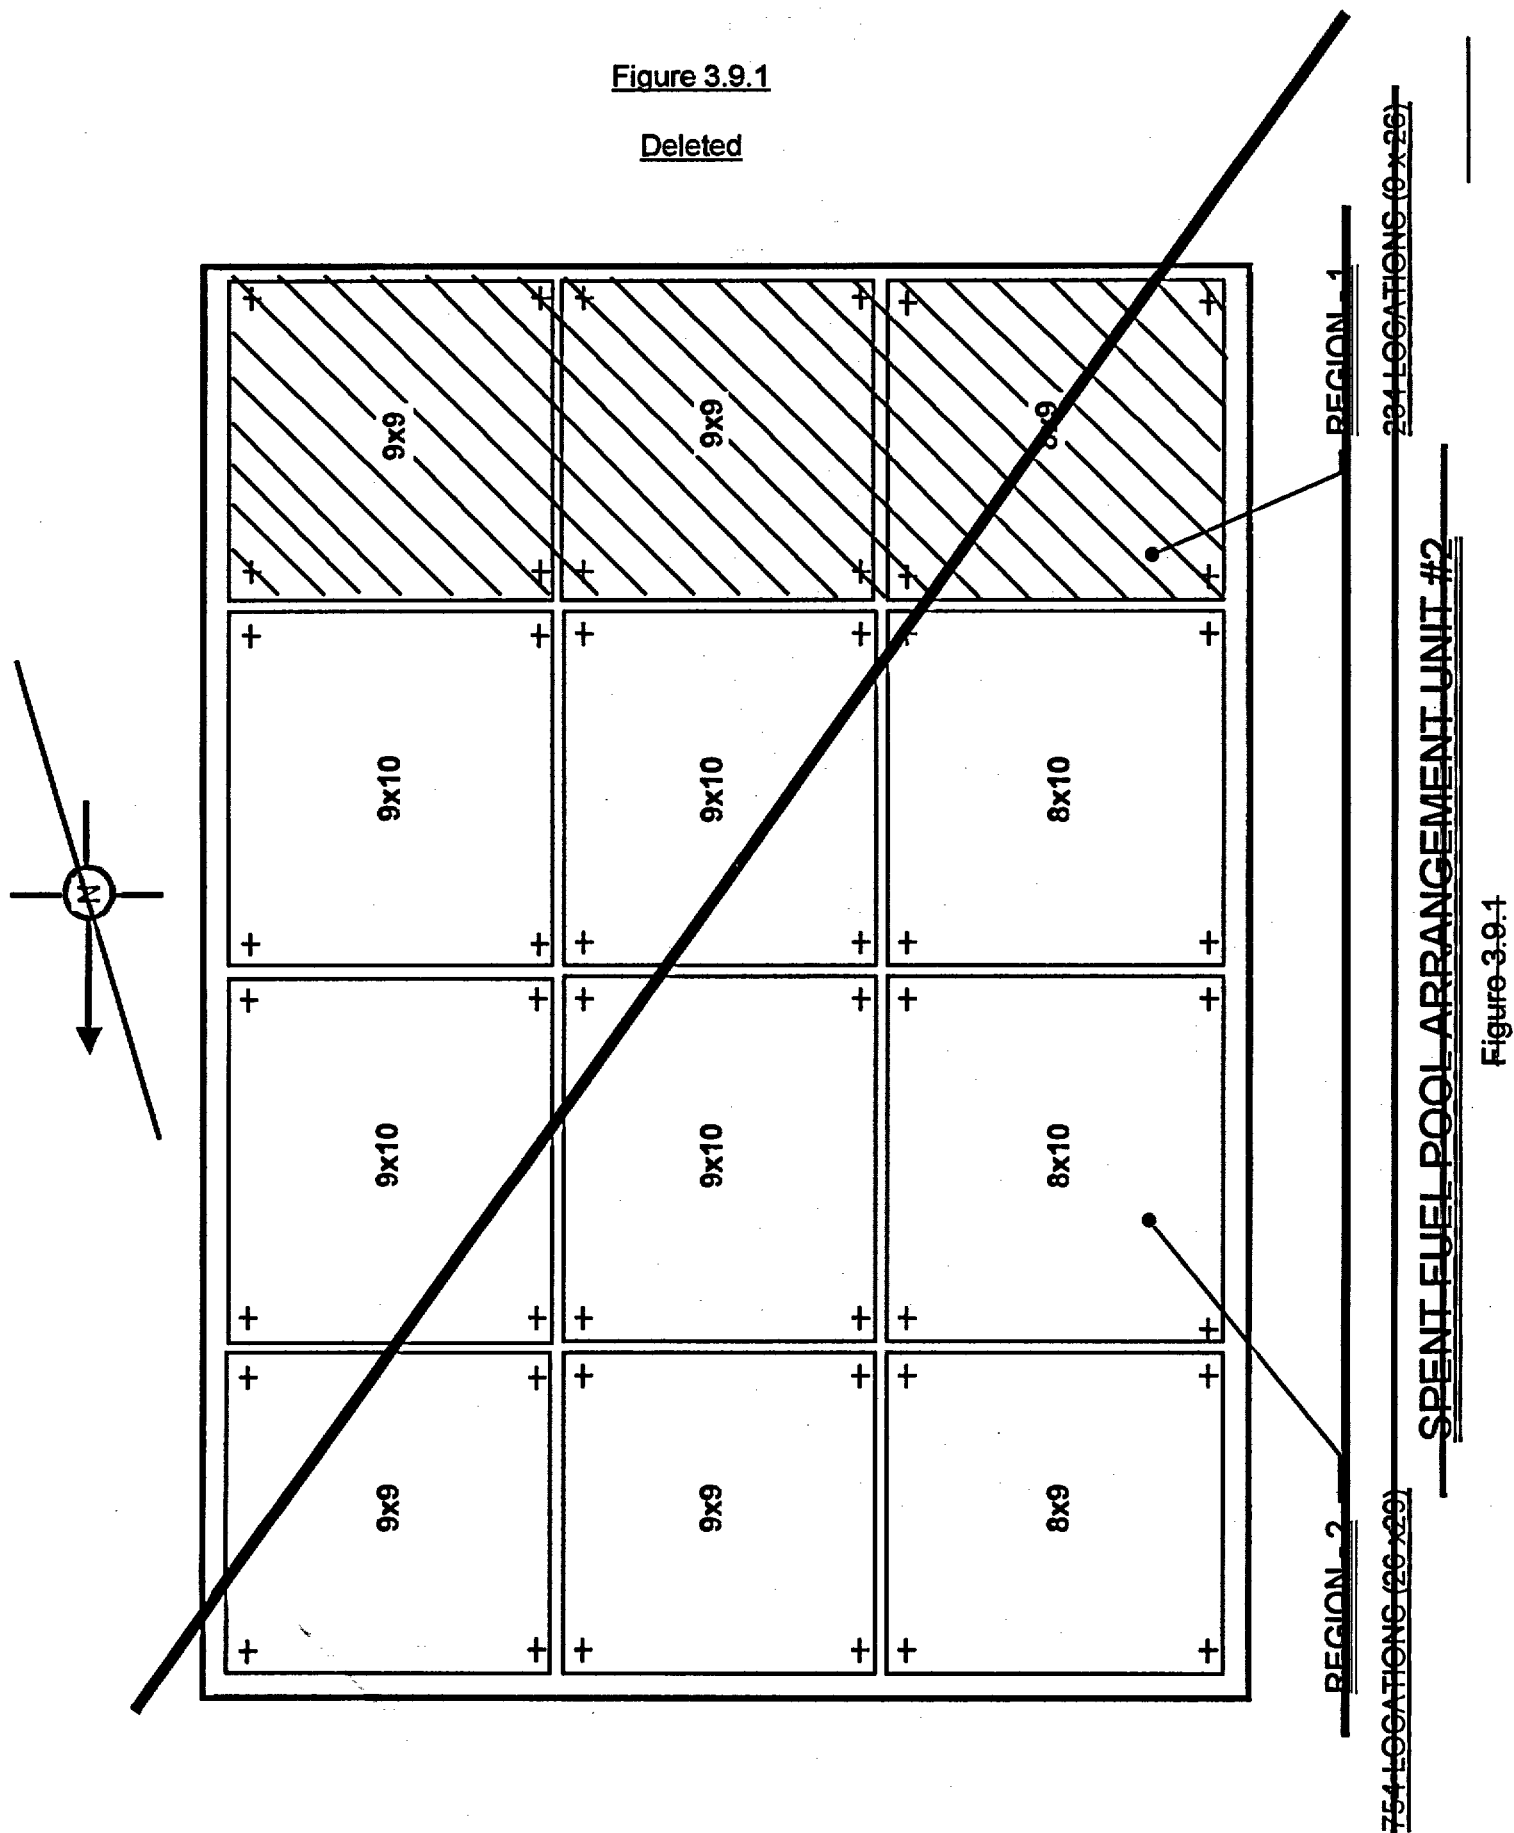 Figure 3.9.1
Deleted
9x9
9x9
8x9
9x10
9x10
8x10
9x10
9x10
8x10
9x9
9x9
8x9
N
REGION - 1
234 LOCATIONS (9 x 26)
REGION - 2
754 LOCATIONS (26 x 29)
SPENT FUEL POOL ARRANGEMENT UNIT #2
Figure 3.9.1